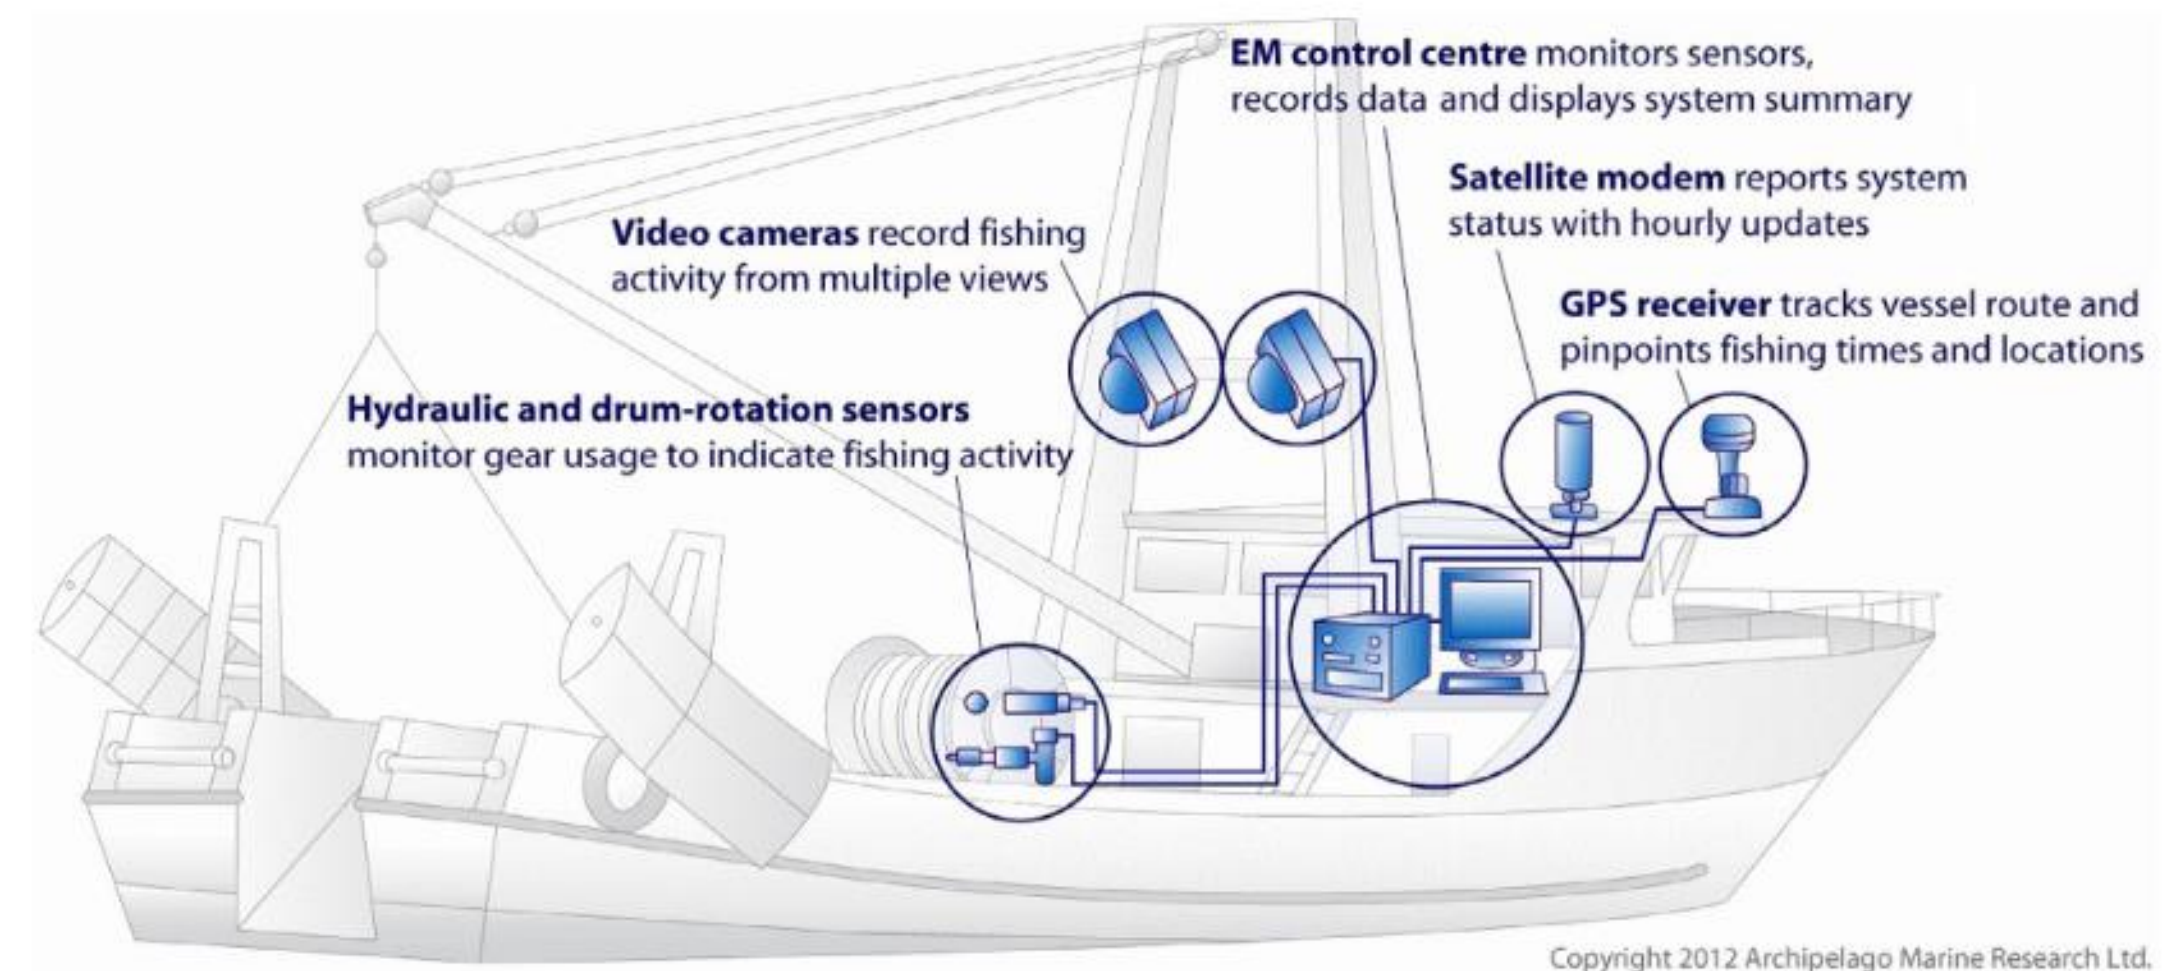 EM control centre monitors sensors,
records data and displays system summary
Satellite modem reports system
status with hourly updates
Video cameras record fishing
activity from multiple views
GPS receiver tracks vessel route and
pinpoints fishing times and locations
Hydraulic and drum-rotation sensors
monitor gear usage to indicate fishing activity
Copyright 2012 Archipelago Marine Research Ltd.